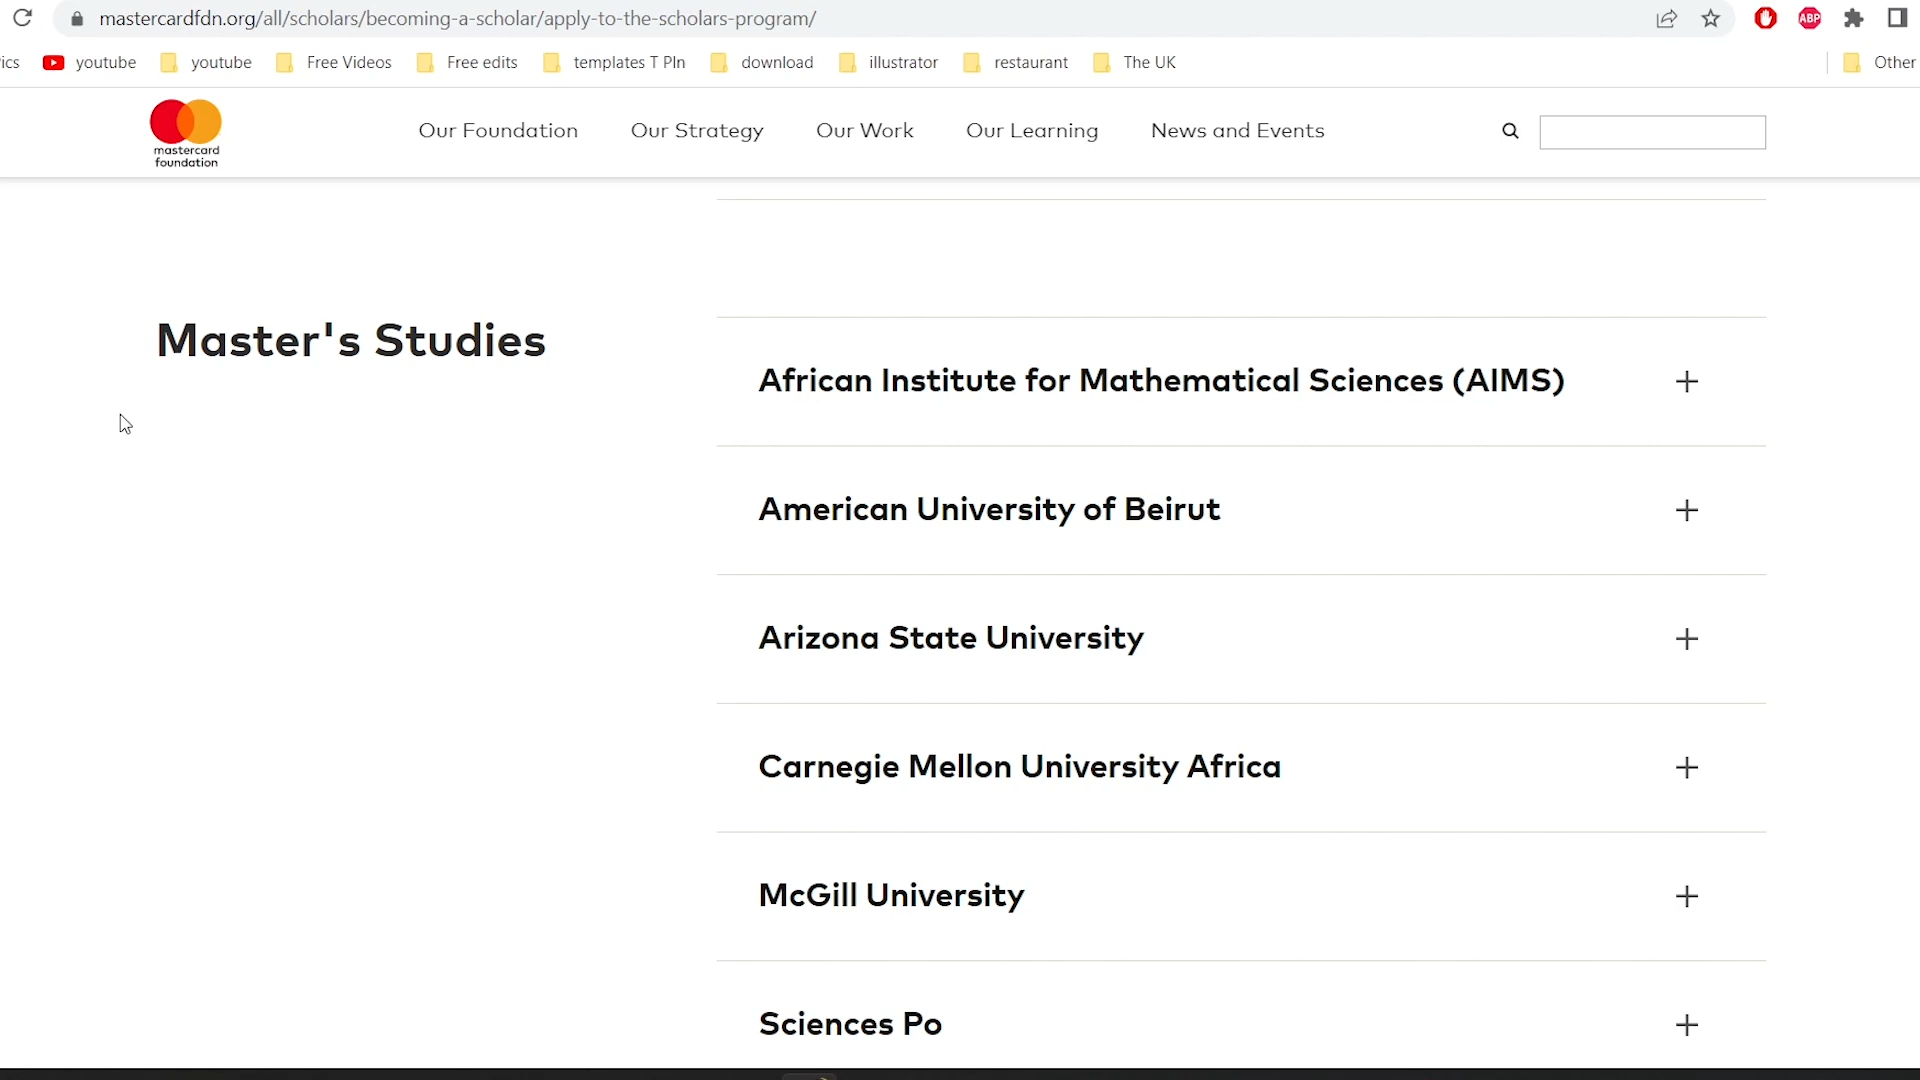 mastercardfdn.org/all/scholars/becoming-a-scholar/apply-to-the-scholars-program/
ABP
ics youtube youtube Free Videos Free edits templates T Pln download illustrator restaurant The UK Other
mastercard
foundation
Our Foundation Our Strategy Our Work Our Learning News and Events
Master's Studies
African Institute for Mathematical Sciences (AIMS)
American University of Beirut
Arizona State University
Carnegie Mellon University Africa
McGill University
Sciences Po